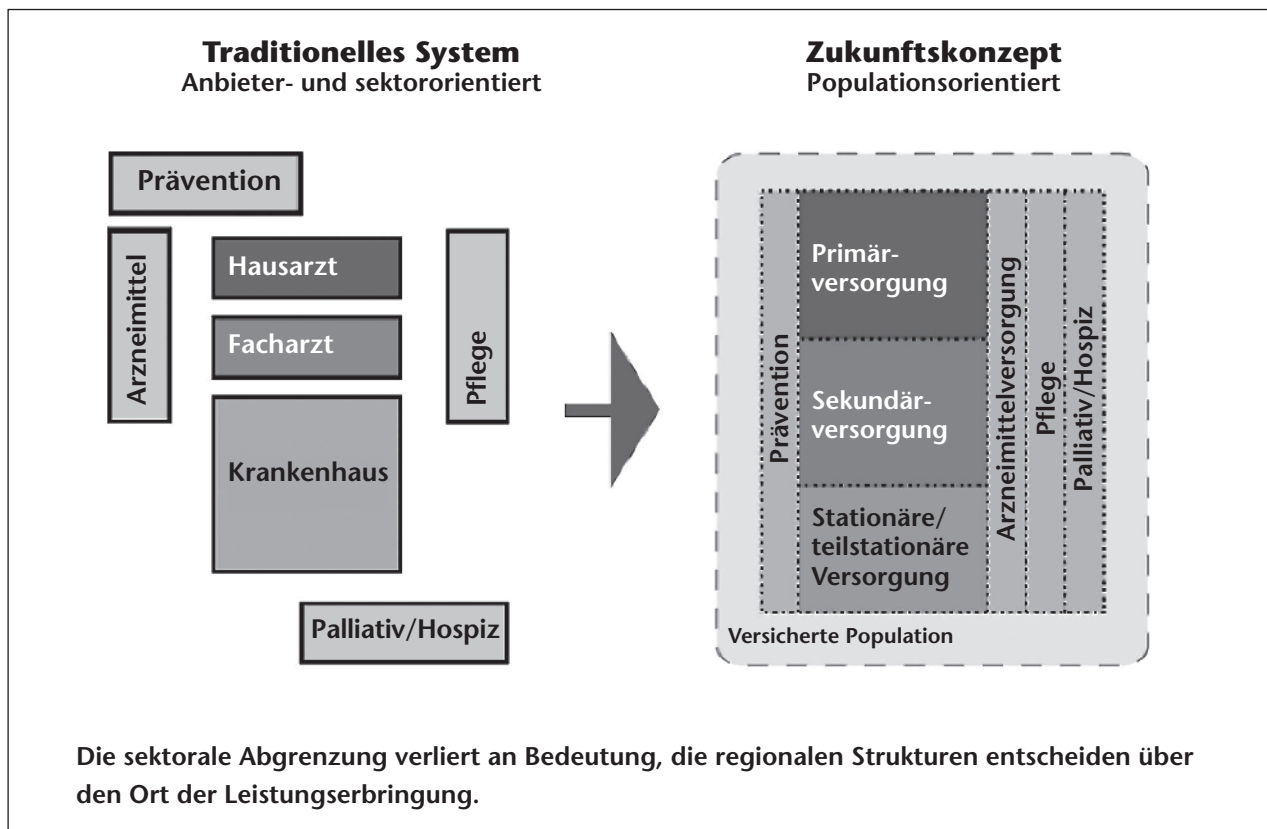 Traditionelles System
Anbieter- und sektororientiert
Prävention
Arzneimittel
Hausarzt
Facharzt
Krankenhaus
Pflege
Palliativ/Hospiz
Zukunftskonzept
Populationsorientiert
Prävention
Primär-
versorgung
Sekundär-
versorgung
Stationäre/
teilstationäre
Versorgung
Arzneimittelversorgung
Pflege
Palliativ/Hospiz
Versicherte Population
Die sektorale Abgrenzung verliert an Bedeutung, die regionalen Strukturen entscheiden über
den Ort der Leistungserbringung.